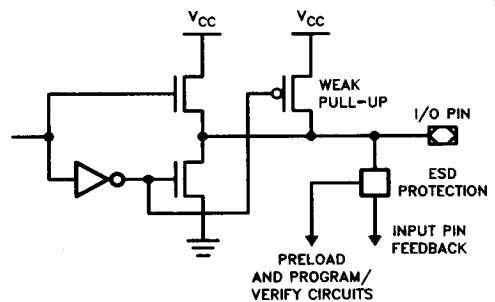 VCC
VCC
WEAK
PULL-UP
I/O PIN
ESD
PROTECTION
PRELOAD
AND PROGRAM/
VERIFY CIRCUITS
INPUT PIN
FEEDBACK